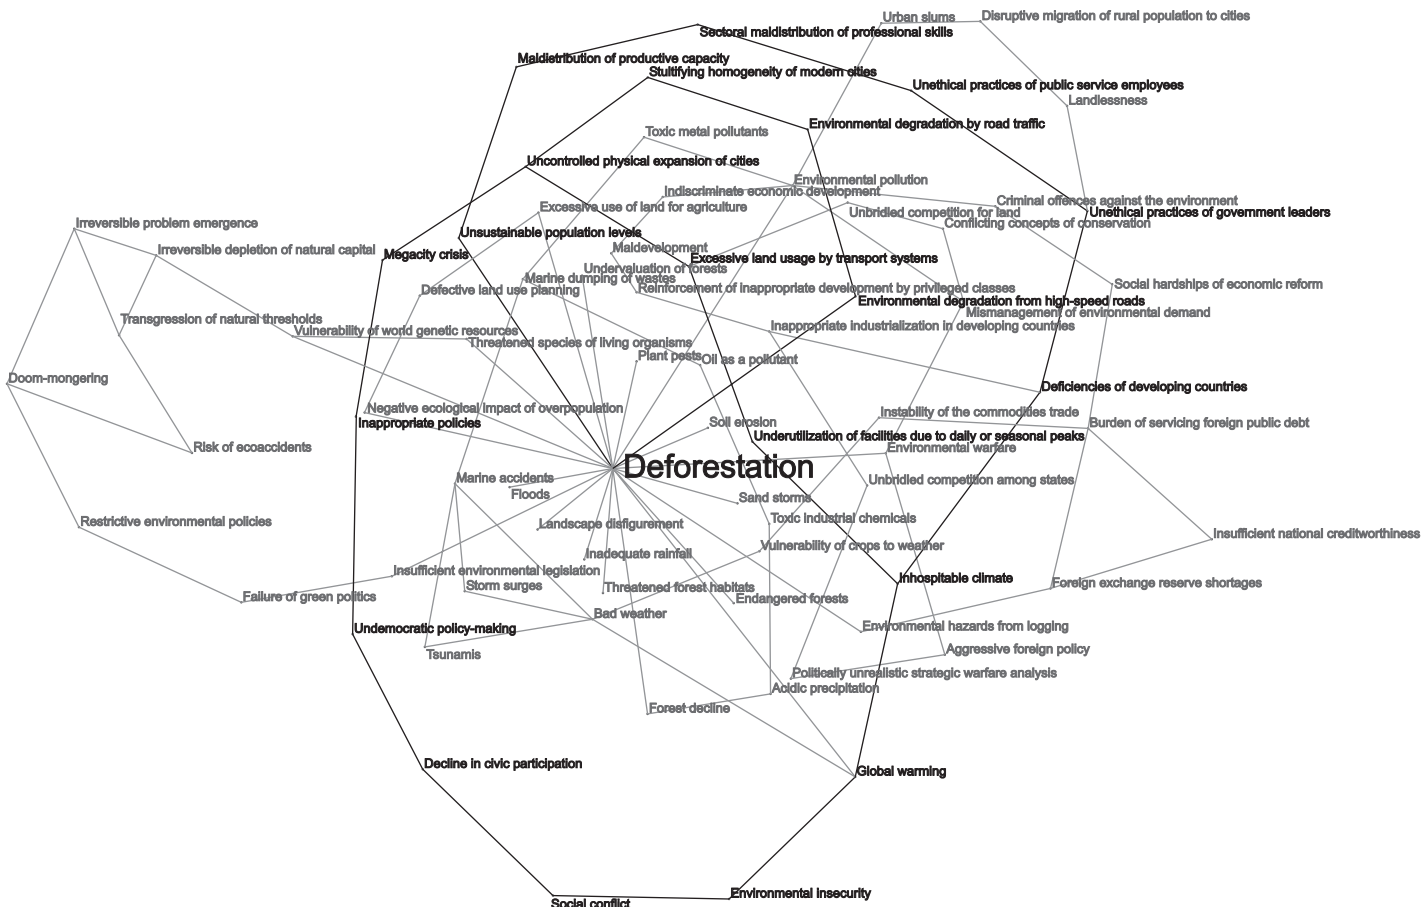 Urban slums
Disruptive migration of rural population to cities
Sectoral maldistribution of professional skills
Maldistribution of productive capacity
Stultifying homogeneity of modern cities
Unethical practices of public service employees
Landlessness
Environmental degradation by road traffic
Toxic metal pollutants
Uncontrolled physical expansion of cities
Environmental pollution
Indiscriminate economic development
Criminal offences against the environment
Excessive use of land for agriculture
Unbridled competition for land
Unethical practices of government leaders
Irreversible problem emergence
Conflicting concepts of conservation
Unsustainable population levels
Irreversible depletion of natural capital
Maldevelopment
Megacity crisis
Excessive land usage by transport systems
Undervaluation of forests
Marine dumping of wastes
Social hardships of economic reform
Defective land use planning
Reinforcement of inappropriate development by privileged classes
Environmental degradation from high-speed roads
Mismanagement of environmental demand
Transgression of natural thresholds
Inappropriate industrialization in developing countries
Vulnerability of world genetic resources
Threatened species of living organisms
Plant pests
Oil as a pollutant
Doom-mongering
Deficiencies of developing countries
Negative ecological impact of overpopulation
Instability of the commodities trade
Inappropriate policies
Soil erosion
Burden of servicing foreign public debt
Underutilization of facilities due to daily or seasonal peaks
Risk of ecoaccidents
Environmental warfare
Deforestation
Marine accidents
Unbridled competition among states
Floods
Sand storms
Restrictive environmental policies
Landscape disfigurement
Toxic industrial chemicals
Insufficient national creditworthiness
Inadequate rainfall
Vulnerability of crops to weather
Insufficient environmental legislation
Inhospitable climate
Foreign exchange reserve shortages
Storm surges
Threatened forest habitats
Failure of green politics
Endangered forests
Bad weather
Undemocratic policy-making
Environmental hazards from logging
Tsunamis
Aggressive foreign policy
Politically unrealistic strategic warfare analysis
Acidic precipitation
Forest decline
Decline in civic participation
Global warming
Environmental insecurity
Social conflict